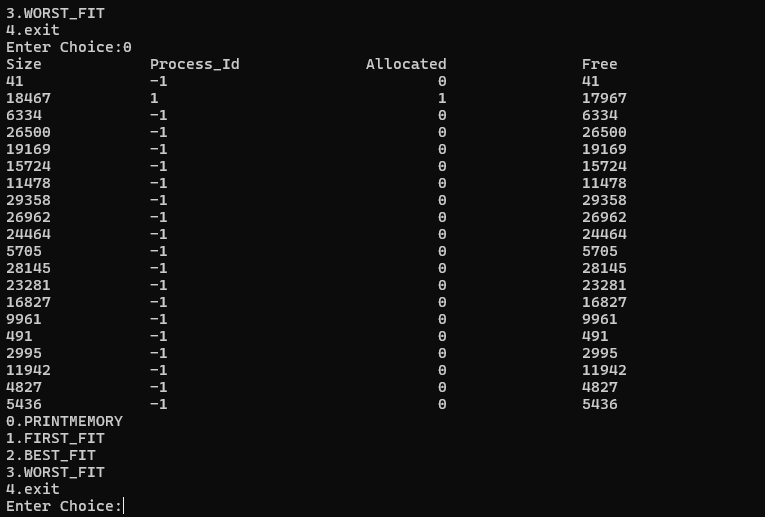 3.WORST_FIT
4.exit
Enter Choice:0
Size Process_Id Allocated Free
41 -1 0 41
18467 1 1 17967
6334 -1 0 6334
26500 -1 0 26500
19169 -1 0 19169
15724 -1 0 15724
11478 -1 0 11478
29358 -1 0 29358
26962 -1 0 26962
24464 -1 0 24464
5705 -1 0 5705
28145 -1 0 28145
23281 -1 0 23281
16827 -1 0 16827
9961 -1 0 9961
491 -1 0 491
2995 -1 0 2995
11942 -1 0 11942
4827 -1 0 4827
5436 -1 0 5436
0.PRINTMEMORY
1.FIRST_FIT
2.BEST_FIT
3.WORST_FIT
4.exit
Enter Choice: